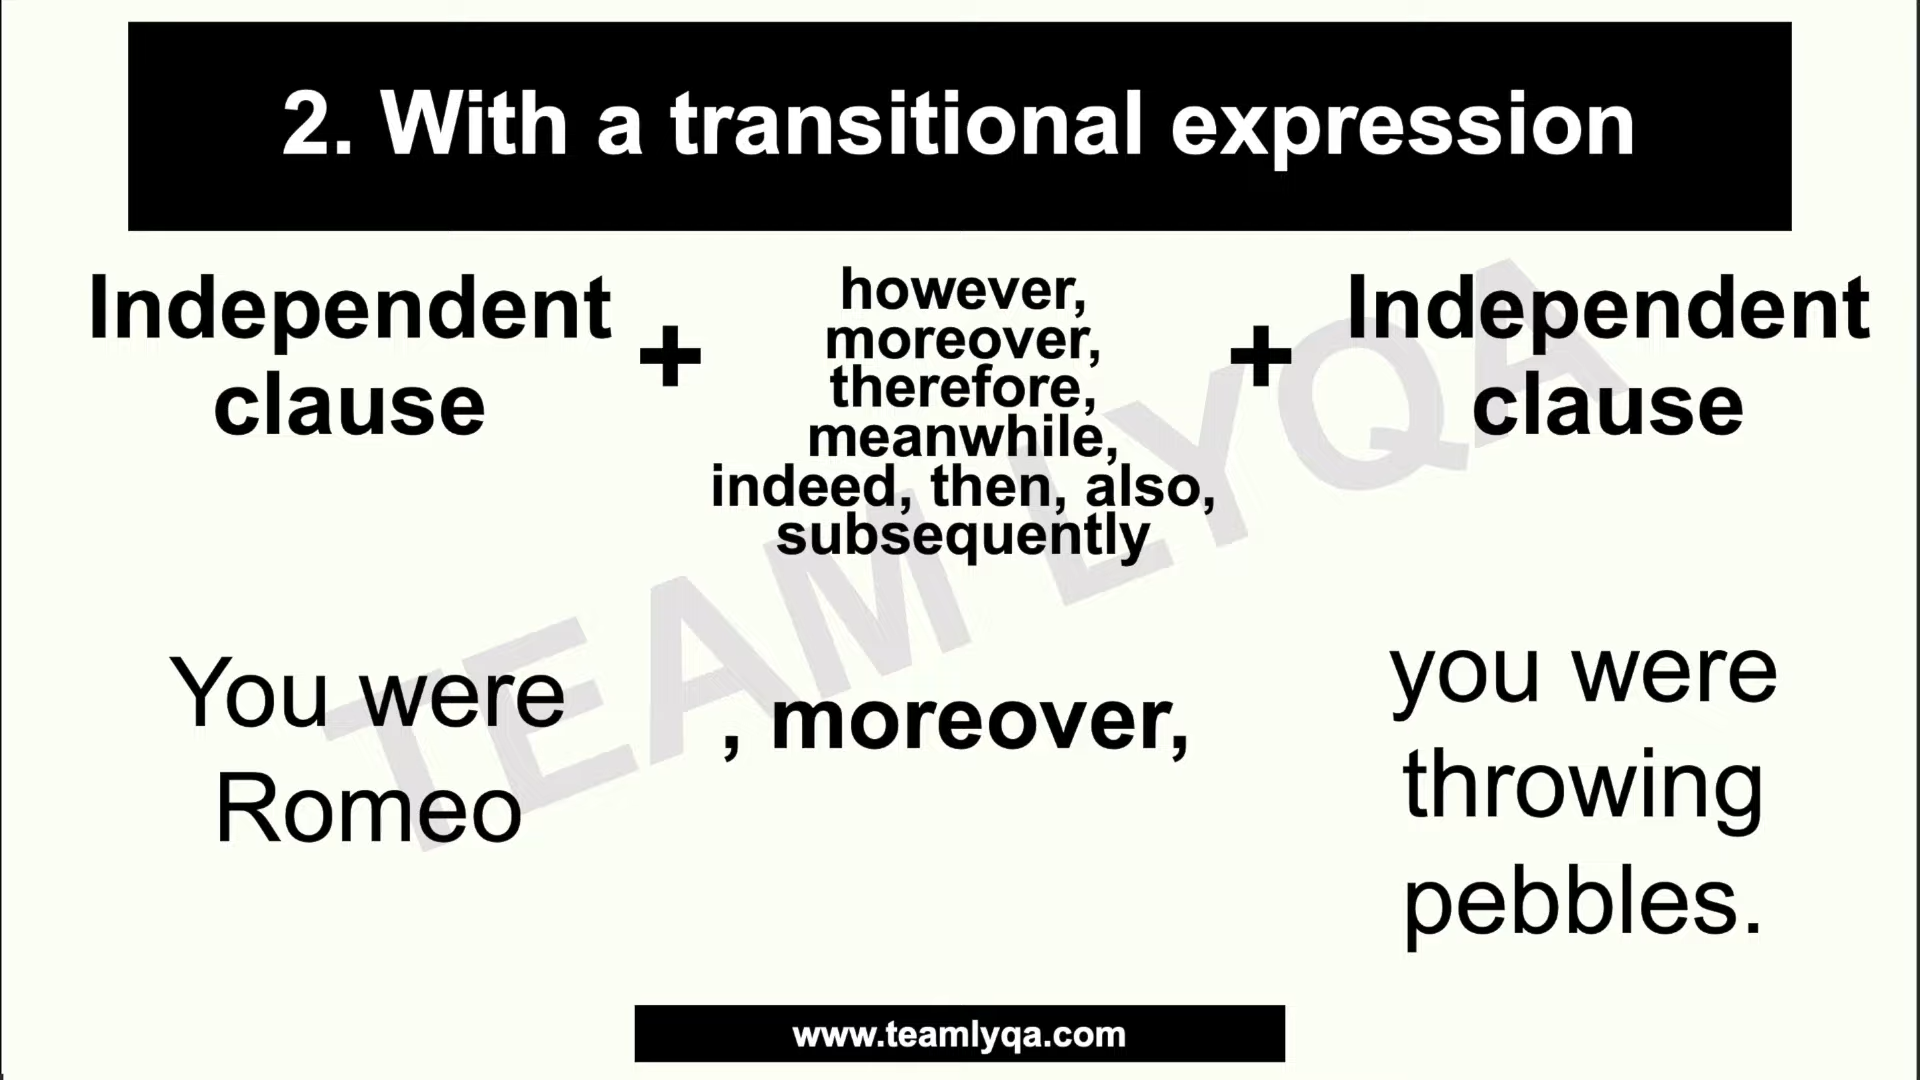 2. With a transitional expression
Independent
clause
+
however,
moreover,
therefore,
meanwhile,
indeed, then, also,
subsequently
+
Independent
clause
You were
Romeo
, moreover,
you were
throwing
pebbles.
TEAM LYQA
www.teamlyqa.com